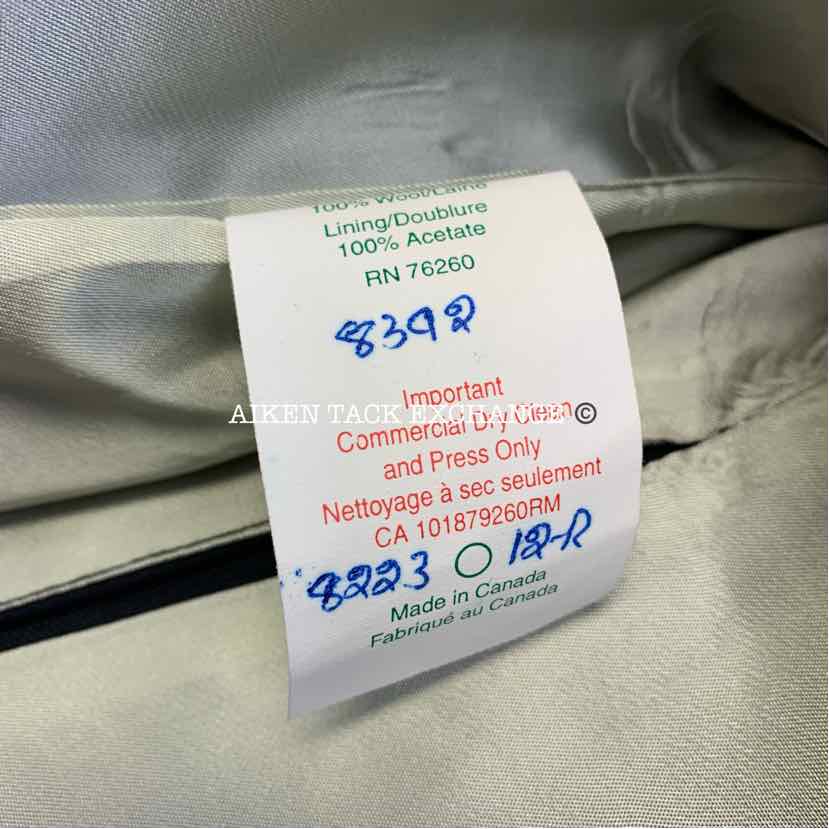 100% Wool/Laine
Lining/Doublure
100% Acetate
RN 76260
8392
Important
AIKEN TACK EXCHANGE ©
Commercial Dry Clean
and Press Only
Nettoyage à sec seulement
CA 101879260RM
8223 12-R
Made in Canada
Fabriqué au Canada